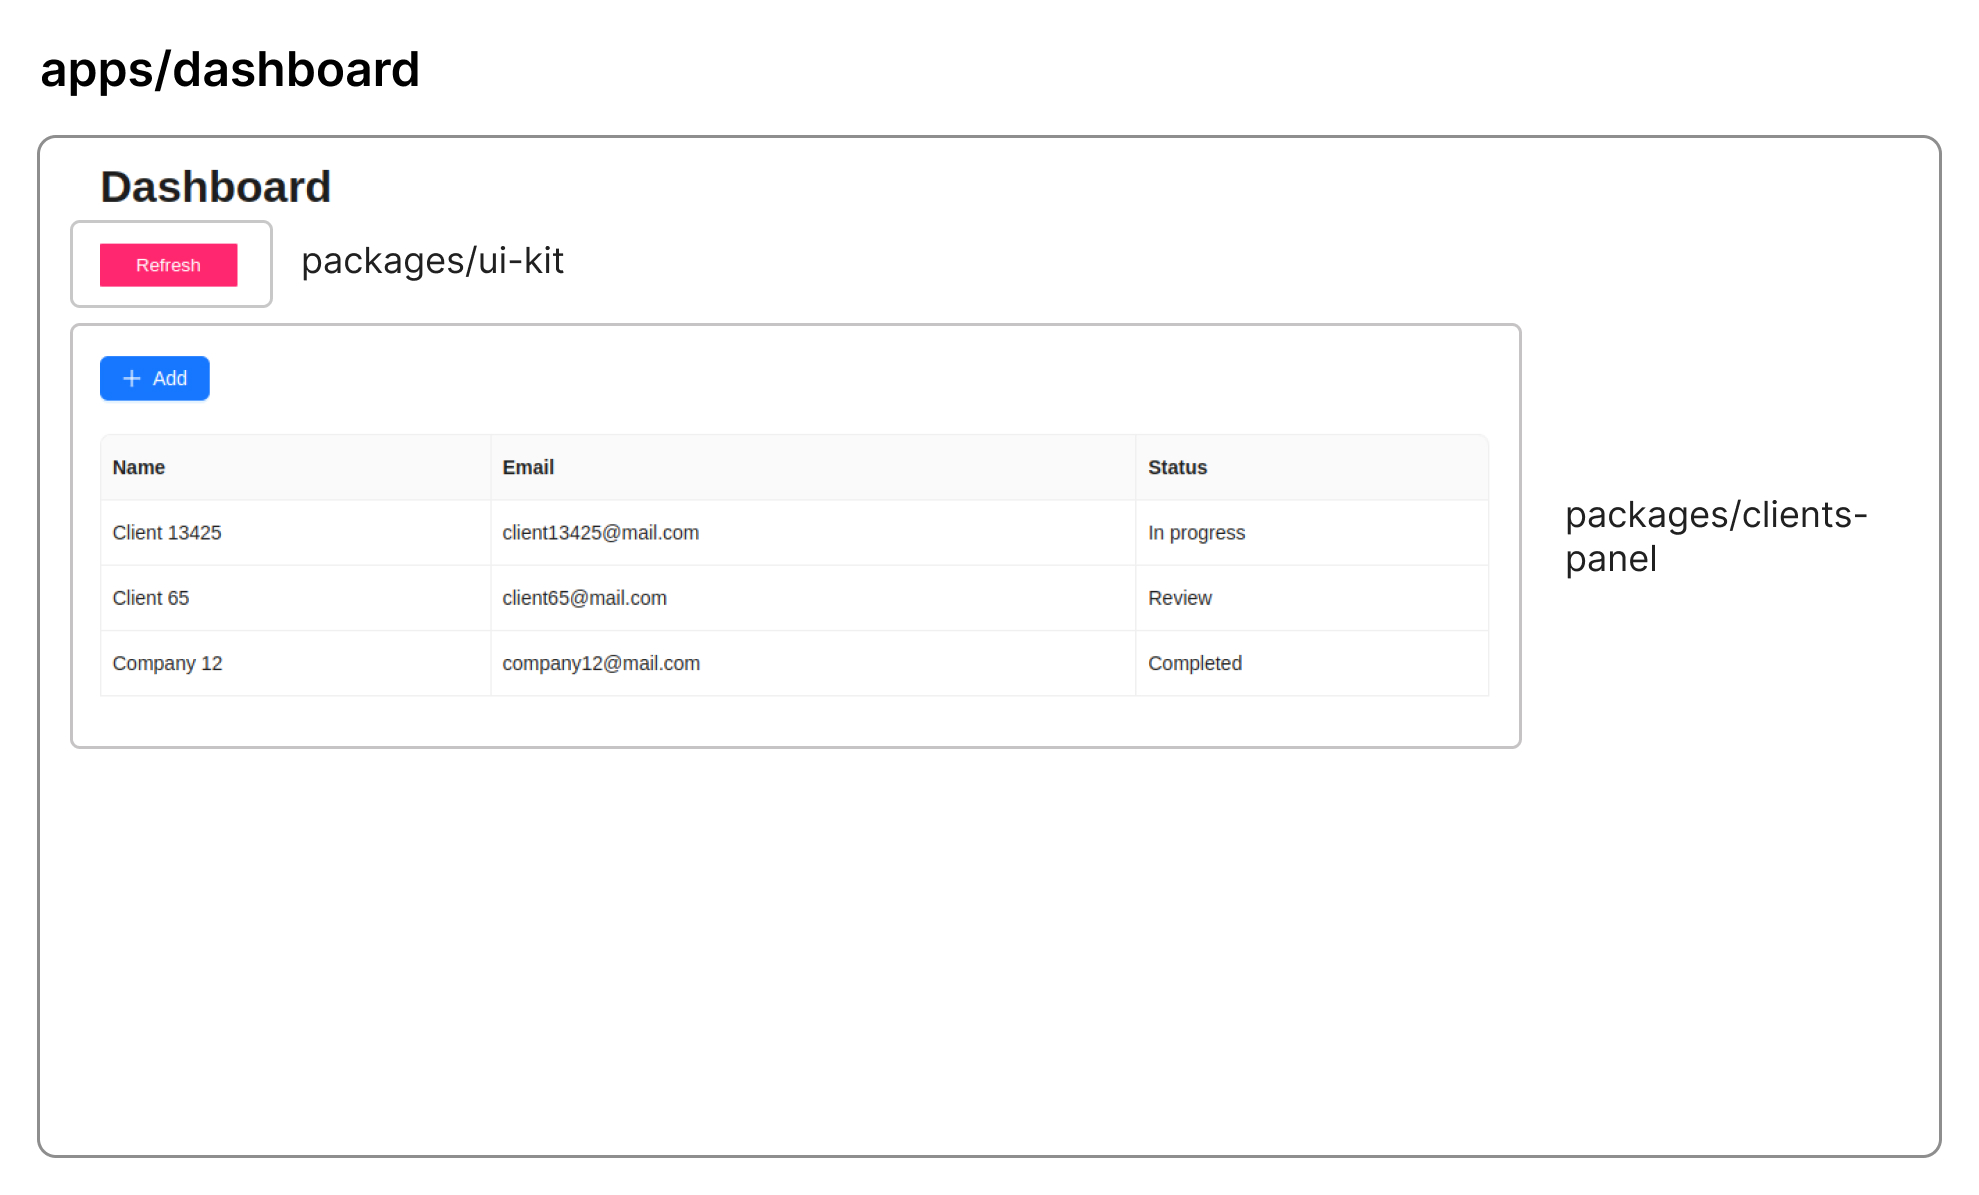 apps/dashboard
Dashboard
Refresh
packages/ui-kit
Add
Name Email Status
Client 13425 client13425@mail.com In progress
Client 65 client65@mail.com Review
Company 12 company12@mail.com Completed
packages/clients-
panel